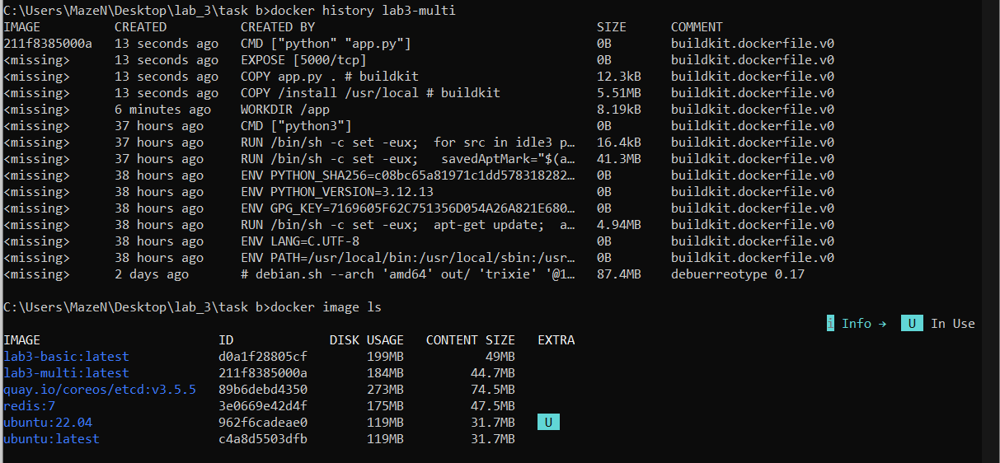 C:\Users\MazeN\Desktop\lab_3\task b>docker history lab3-multi
IMAGE CREATED CREATED BY SIZE COMMENT
211f8385000a 13 seconds ago CMD ["python" "app.py"] 0B buildkit.dockerfile.v0
<missing> 13 seconds ago EXPOSE [5000/tcp] 0B buildkit.dockerfile.v0
<missing> 13 seconds ago COPY app.py . # buildkit 12.3kB buildkit.dockerfile.v0
<missing> 13 seconds ago COPY /install /usr/local # buildkit 5.51MB buildkit.dockerfile.v0
<missing> 6 minutes ago WORKDIR /app 8.19kB buildkit.dockerfile.v0
<missing> 37 hours ago CMD ["python3"] 0B buildkit.dockerfile.v0
<missing> 37 hours ago RUN /bin/sh -c set -eux; for src in idle3 p… 16.4kB buildkit.dockerfile.v0
<missing> 37 hours ago RUN /bin/sh -c set -eux; savedAptMark="$(a… 41.3MB buildkit.dockerfile.v0
<missing> 38 hours ago ENV PYTHON_SHA256=c08bc65a81971c1dd578318282… 0B buildkit.dockerfile.v0
<missing> 38 hours ago ENV PYTHON_VERSION=3.12.13 0B buildkit.dockerfile.v0
<missing> 38 hours ago ENV GPG_KEY=7169605F62C751356D054A26A821E680… 0B buildkit.dockerfile.v0
<missing> 38 hours ago RUN /bin/sh -c set -eux; apt-get update; a… 4.94MB buildkit.dockerfile.v0
<missing> 38 hours ago ENV LANG=C.UTF-8 0B buildkit.dockerfile.v0
<missing> 38 hours ago ENV PATH=/usr/local/bin:/usr/local/sbin:/usr… 0B buildkit.dockerfile.v0
<missing> 2 days ago # debian.sh --arch 'amd64' out/ 'trixie' '@1… 87.4MB debuerreotype 0.17
C:\Users\MazeN\Desktop\lab_3\task b>docker image ls
i Info → U In Use
IMAGE ID DISK USAGE CONTENT SIZE EXTRA
lab3-basic:latest d0a1f28805cf 199MB 49MB
lab3-multi:latest 211f8385000a 184MB 44.7MB
quay.io/coreos/etcd:v3.5.5 89b6debd4350 273MB 74.5MB
redis:7 3e0669e42d4f 175MB 47.5MB
ubuntu:22.04 962f6cadeae0 119MB 31.7MB U
ubuntu:latest c4a8d5503dfb 119MB 31.7MB